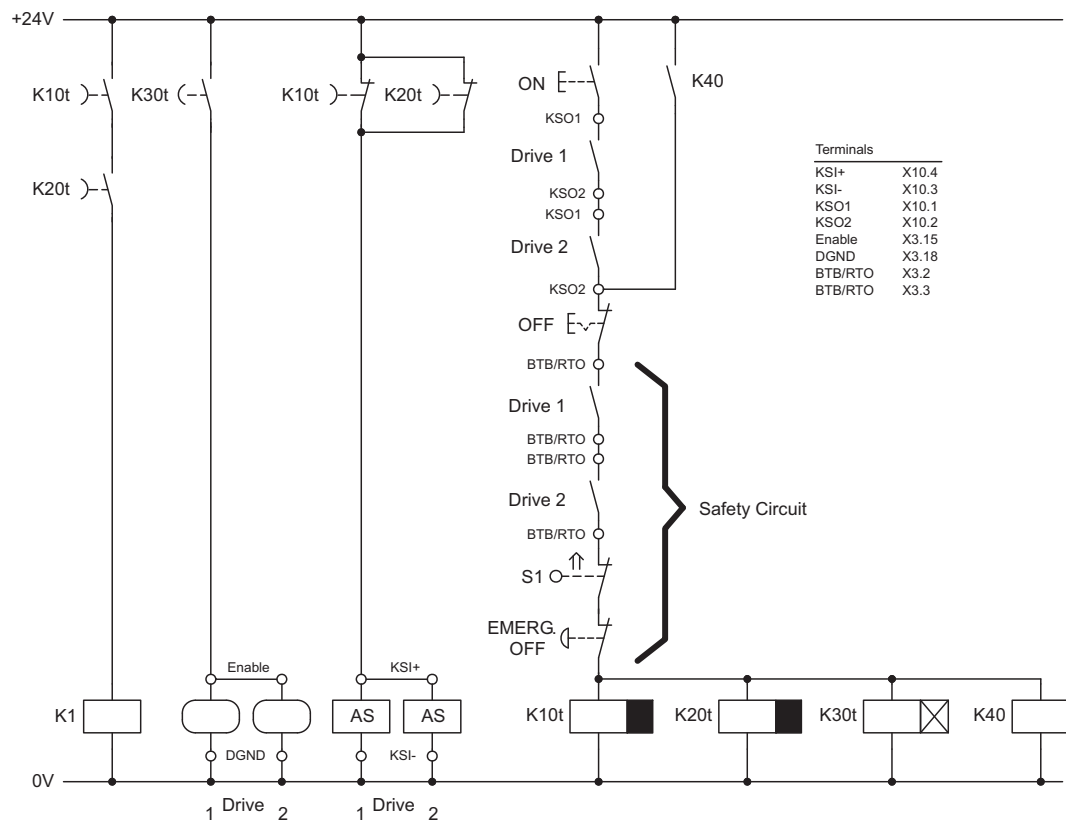 +24V
K10t
K30t
K10t
K20t
ON
K40
KSO1
Drive 1
KSO2
KSO1
Drive 2
KSO2
K20t
Terminals
KSI+ X10.4
KSI- X10.3
KSO1 X10.1
KSO2 X10.2
Enable X3.15
DGND X3.18
BTB/RTO X3.2
BTB/RTO X3.3
OFF
BTB/RTO
Drive 1
BTB/RTO
BTB/RTO
Drive 2
BTB/RTO
Safety Circuit
S1
EMERG.
OFF
Enable
KSI+
K1
AS
AS
K10t
K20t
K30t
K40
DGND
KSI-
0V
1 Drive 2
1 Drive 2